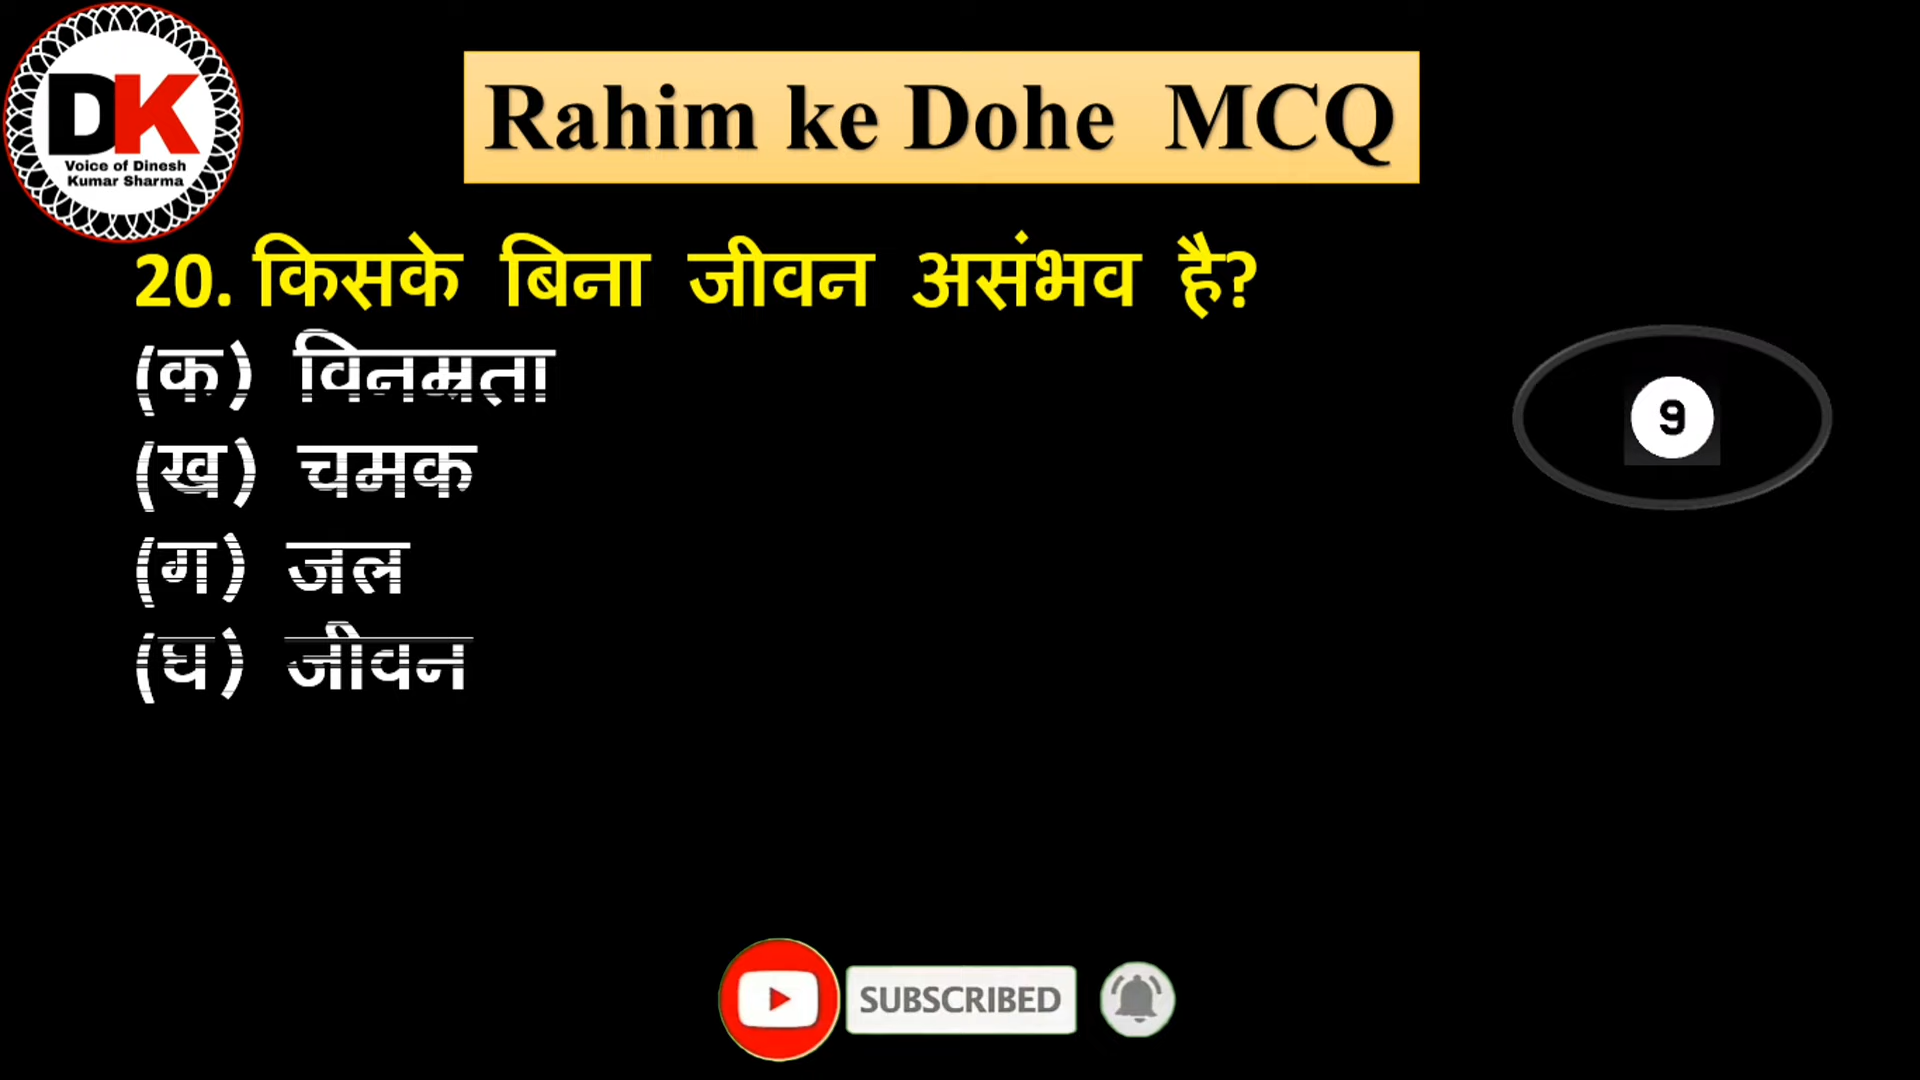 DK
Voice of Dinesh
Kumar Sharma
Rahim ke Dohe MCQ
20. किसके बिना जीवन असंभव है?
(क) विनम्रता
(ख) चमक
(ग) जल
(घ) जीवन
9
SUBSCRIBED